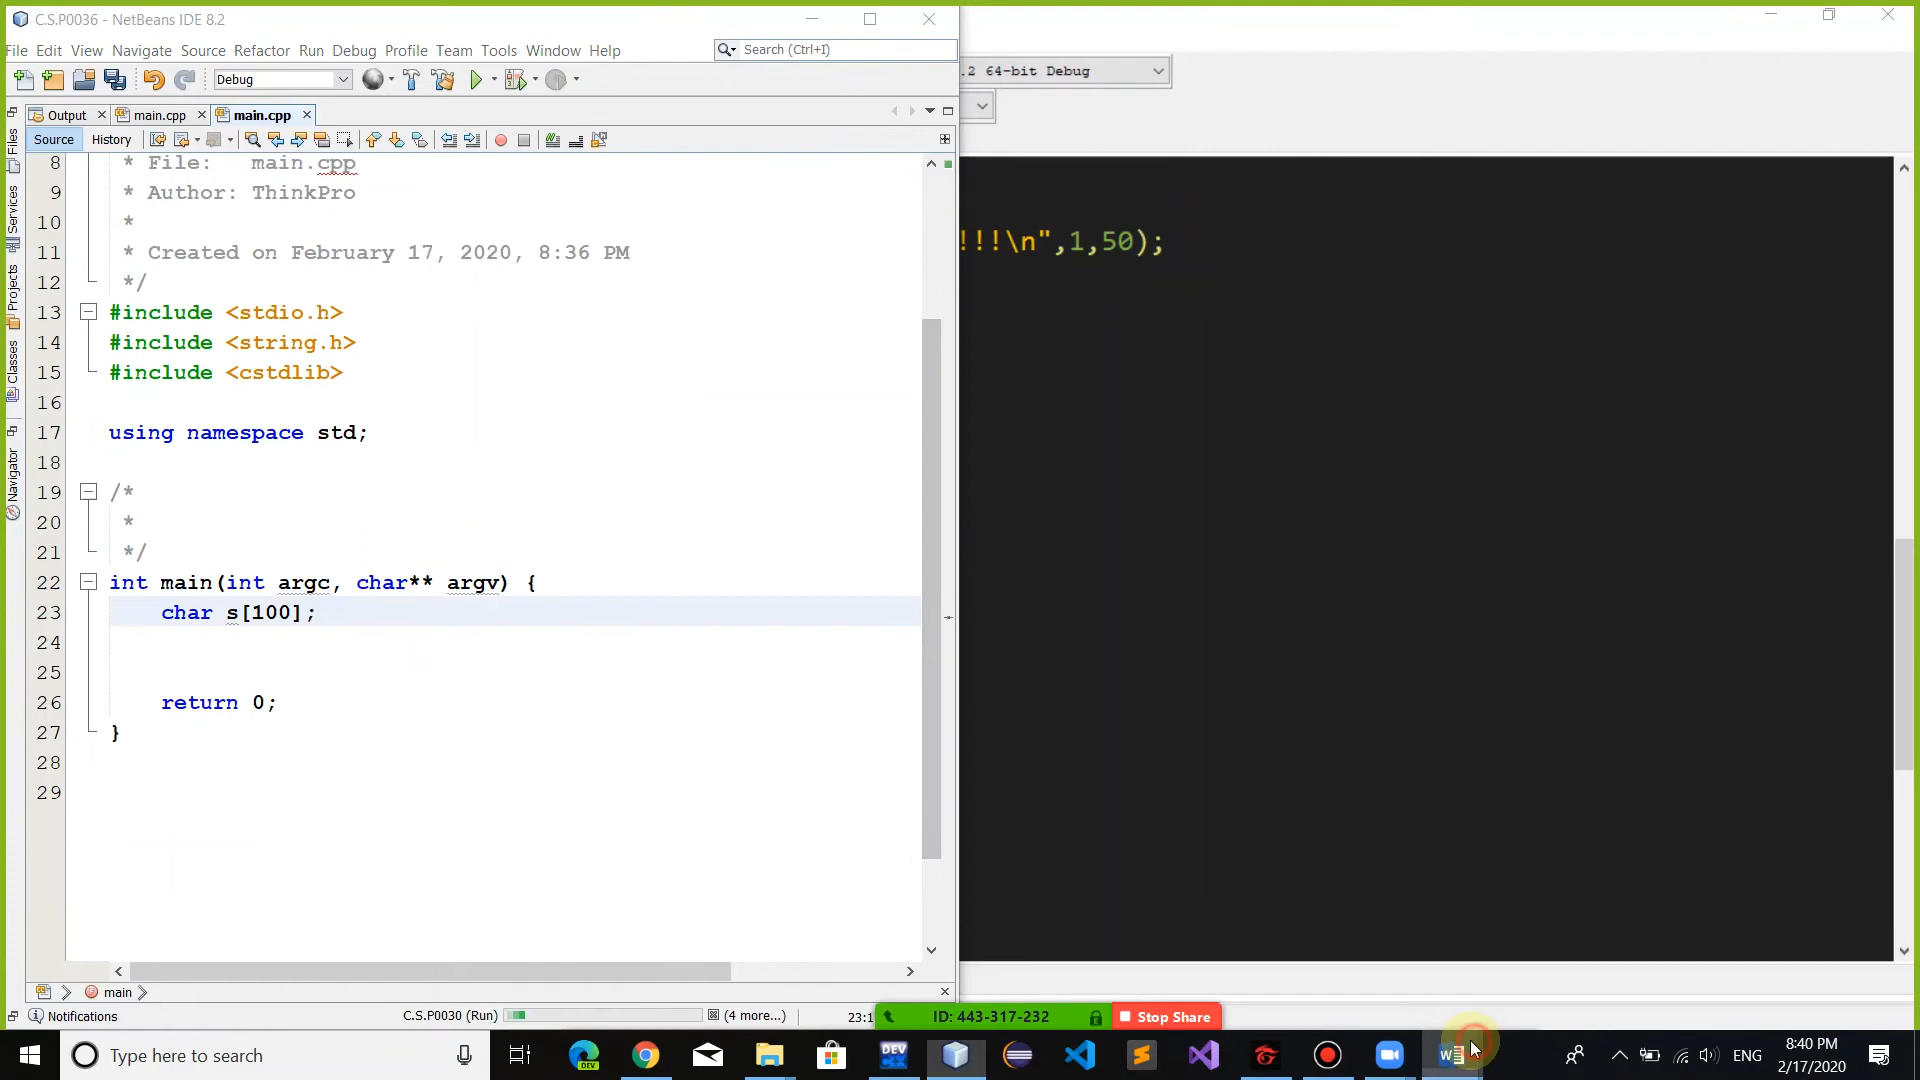 C.S.P0036 - NetBeans IDE 8.2
File Edit View Navigate Source Refactor Run Debug Profile Team Tools Window Help
Search (Ctrl+I)
Debug
.2 64-bit Debug
Output
main.cpp
main.cpp
Source
History
Files
Services
Projects
Classes
Navigator
8 * File: main.cpp
9 * Author: ThinkPro
10 *
11 * Created on February 17, 2020, 8:36 PM
12 */
13 #include <stdio.h>
14 #include <string.h>
15 #include <cstdlib>
16
17 using namespace std;
18
19 /*
20 *
21 */
22 int main(int argc, char** argv) {
23 char s[100];
24
25
26 return 0;
27 }
28
29
!!!\n",1,50);
main
Notifications
C.S.P0030 (Run)
(4 more...)
23:1
ID: 443-317-232
Stop Share
Type here to search
DEV
DEV
W
ENG
8:40 PM
2/17/2020